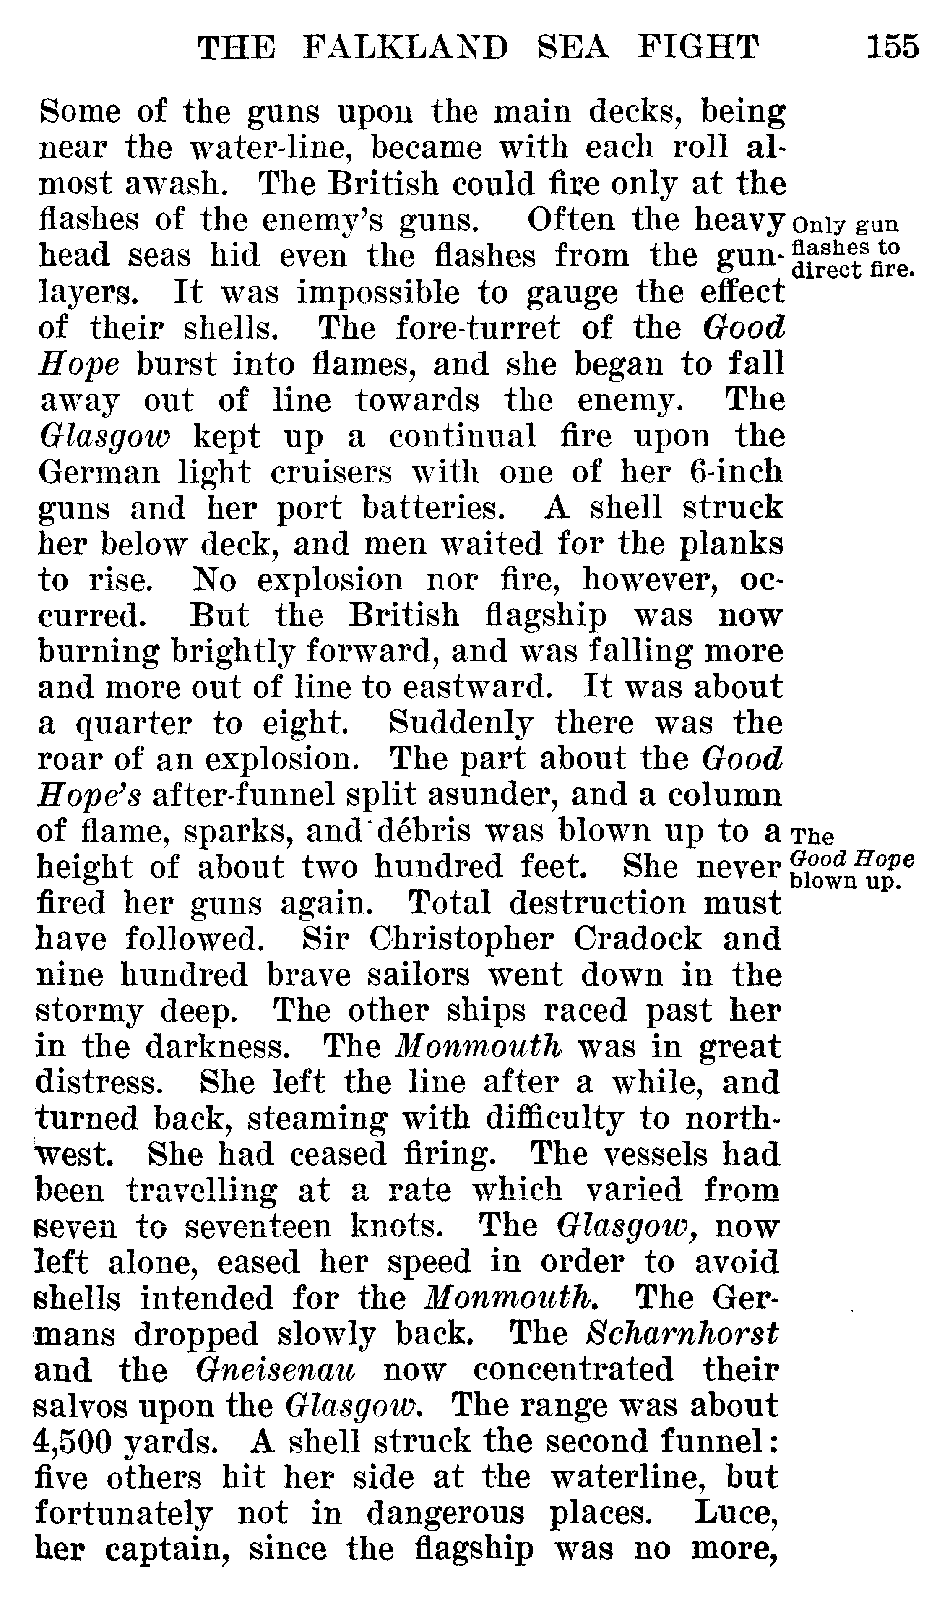 THE FALKLAND SEA FIGHT 155
Some of the guns upon the main decks, being
near the water-line, became with each roll al-
most awash. The British could fire only at the
flashes of the enemy's guns. Often the heavy
Only gun
head seas hid even the flashes from the gun-
flashes to
direct fire.
layers. It was impossible to gauge the effect
of their shells. The fore-turret of the Good
Hope burst into flames, and she began to fall
away out of line towards the enemy. The
Glasgow kept up a continual fire upon the
German light cruisers with one of her 6-inch
guns and her port batteries. A shell struck
her below deck, and men waited for the planks
to rise. No explosion nor fire, however, oc-
curred. But the British flagship was now
burning brightly forward, and was falling more
and more out of line to eastward. It was about
a quarter to eight. Suddenly there was the
roar of an explosion. The part about the Good
Hope's after-funnel split asunder, and a column
of flame, sparks, and débris was blown up to a
The
height of about two hundred feet. She never
Good Hope
blown up.
fired her guns again. Total destruction must
have followed. Sir Christopher Cradock and
nine hundred brave sailors went down in the
stormy deep. The other ships raced past her
in the darkness. The Monmouth was in great
distress. She left the line after a while, and
turned back, steaming with difficulty to north-
west. She had ceased firing. The vessels had
been travelling at a rate which varied from
seven to seventeen knots. The Glasgow, now
left alone, eased her speed in order to avoid
shells intended for the Monmouth. The Ger-
mans dropped slowly back. The Scharnhorst
and the Gneisenau now concentrated their
salvos upon the Glasgow. The range was about
4,500 yards. A shell struck the second funnel:
five others hit her side at the waterline, but
fortunately not in dangerous places. Luce,
her captain, since the flagship was no more,